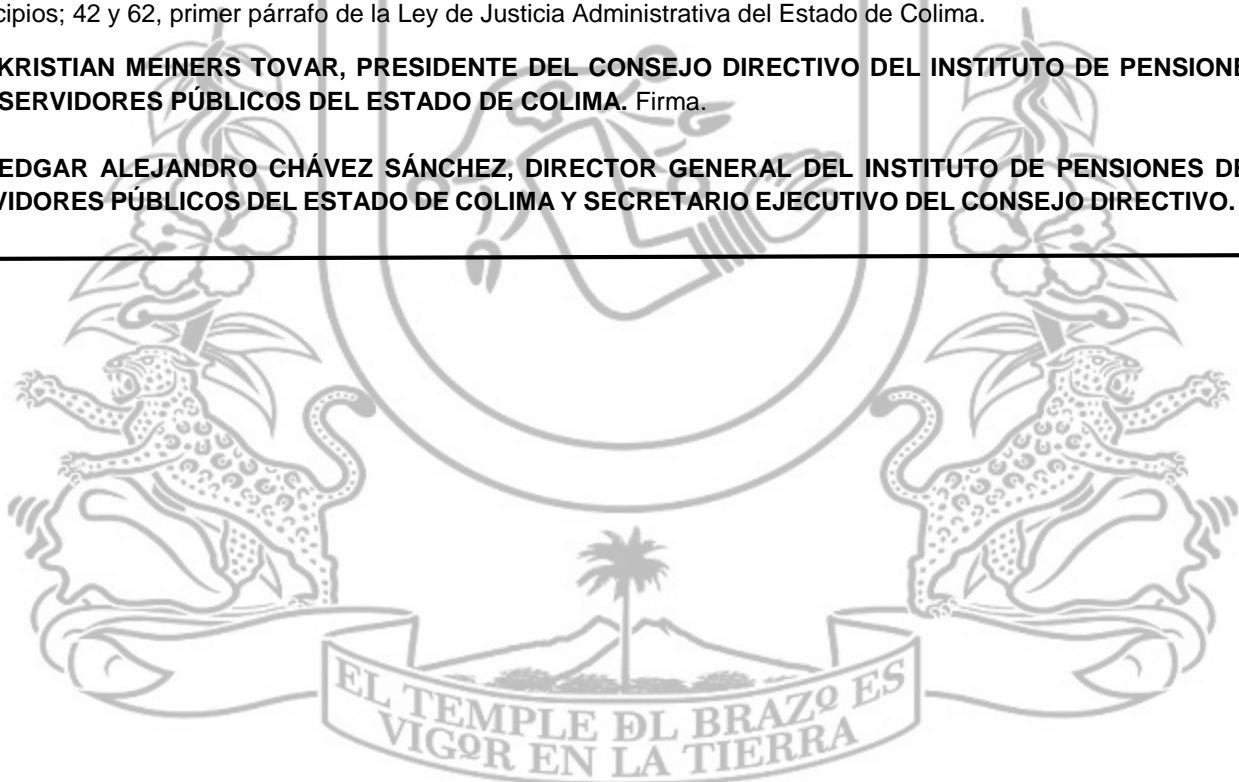 cipios; 42 y 62, primer párrafo de la Ley de Justicia Administrativa del Estado de Colima.
KRISTIAN MEINERS TOVAR, PRESIDENTE DEL CONSEJO DIRECTIVO DEL INSTITUTO DE PENSIONE
SERVIDORES PÚBLICOS DEL ESTADO DE COLIMA. Firma.
EDGAR ALEJANDRO CHÁVEZ SÁNCHEZ, DIRECTOR GENERAL DEL INSTITUTO DE PENSIONES DE
VIDORES PÚBLICOS DEL ESTADO DE COLIMA Y SECRETARIO EJECUTIVO DEL CONSEJO DIRECTIVO.
EL TEMPLE DL BRAZO ES
VIGOR EN LA TIERRA